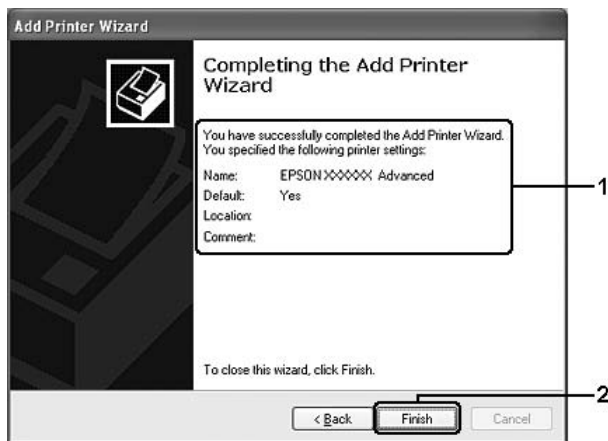 Add Printer Wizard
Completing the Add Printer
Wizard
You have successfully completed the Add Printer Wizard.
You specified the following printer settings:
Name: EPSON XXXXXX Advanced
Default: Yes
Location:
Comment:
1
To close this wizard, click Finish.
2
< Back Finish Cancel